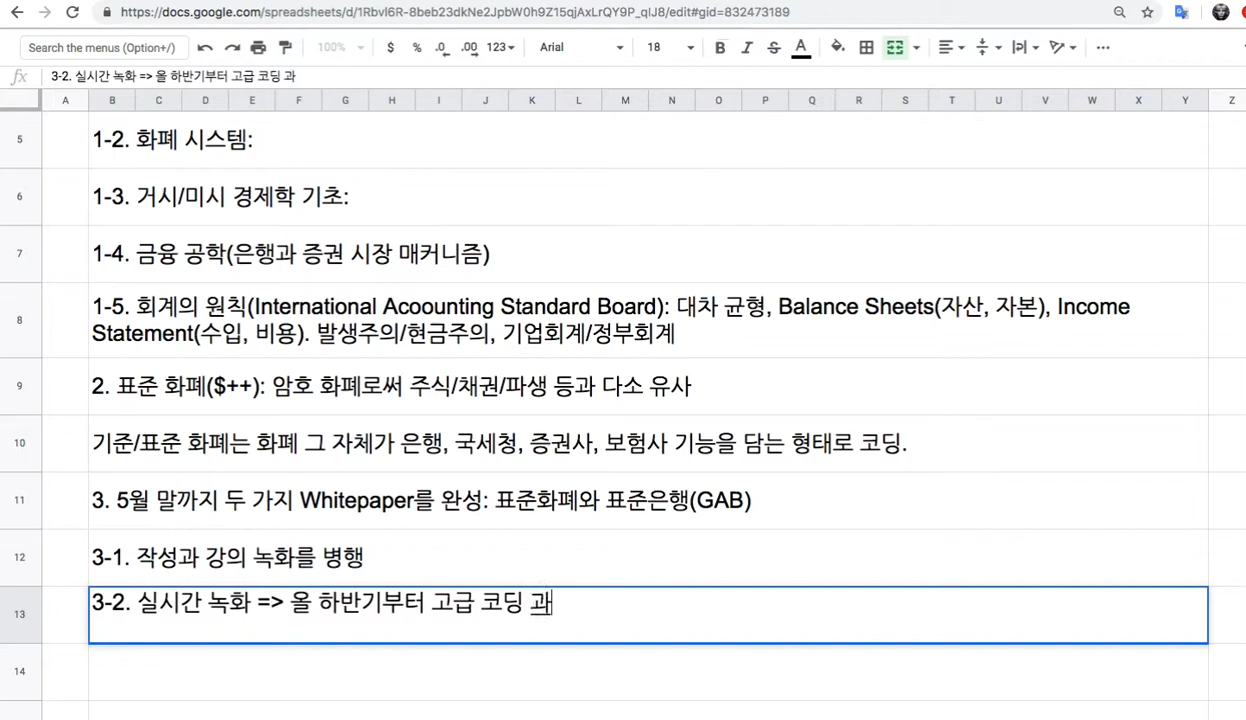 https://docs.google.com/spreadsheets/d/1RbvI6R-8beb23dkNe2JpbW0h9Z15qjAxLrQY9P_qIJ8/edit#gid=832473189
Search the menus (Option+/) 100% $ % .0 .00 123 Arial 18 B I S A
fx 3-2. 실시간 녹화 => 올 하반기부터 고급 코딩 과
A B C D E F G H I J K L M N O P Q R S T U V W X Y Z
5 1-2. 화폐 시스템:
6 1-3. 거시/미시 경제학 기초:
7 1-4. 금융 공학(은행과 증권 시장 매커니즘)
8 1-5. 회계의 원칙(International Acoounting Standard Board): 대차 균형, Balance Sheets(자산, 자본), Income
Statement(수입, 비용). 발생주의/현금주의, 기업회계/정부회계
9 2. 표준 화폐($++): 암호 화폐로써 주식/채권/파생 등과 다소 유사
10 기준/표준 화폐는 화폐 그 자체가 은행, 국세청, 증권사, 보험사 기능을 담는 형태로 코딩.
11 3. 5월 말까지 두 가지 Whitepaper를 완성: 표준화폐와 표준은행(GAB)
12 3-1. 작성과 강의 녹화를 병행
13 3-2. 실시간 녹화 => 올 하반기부터 고급 코딩 과
14